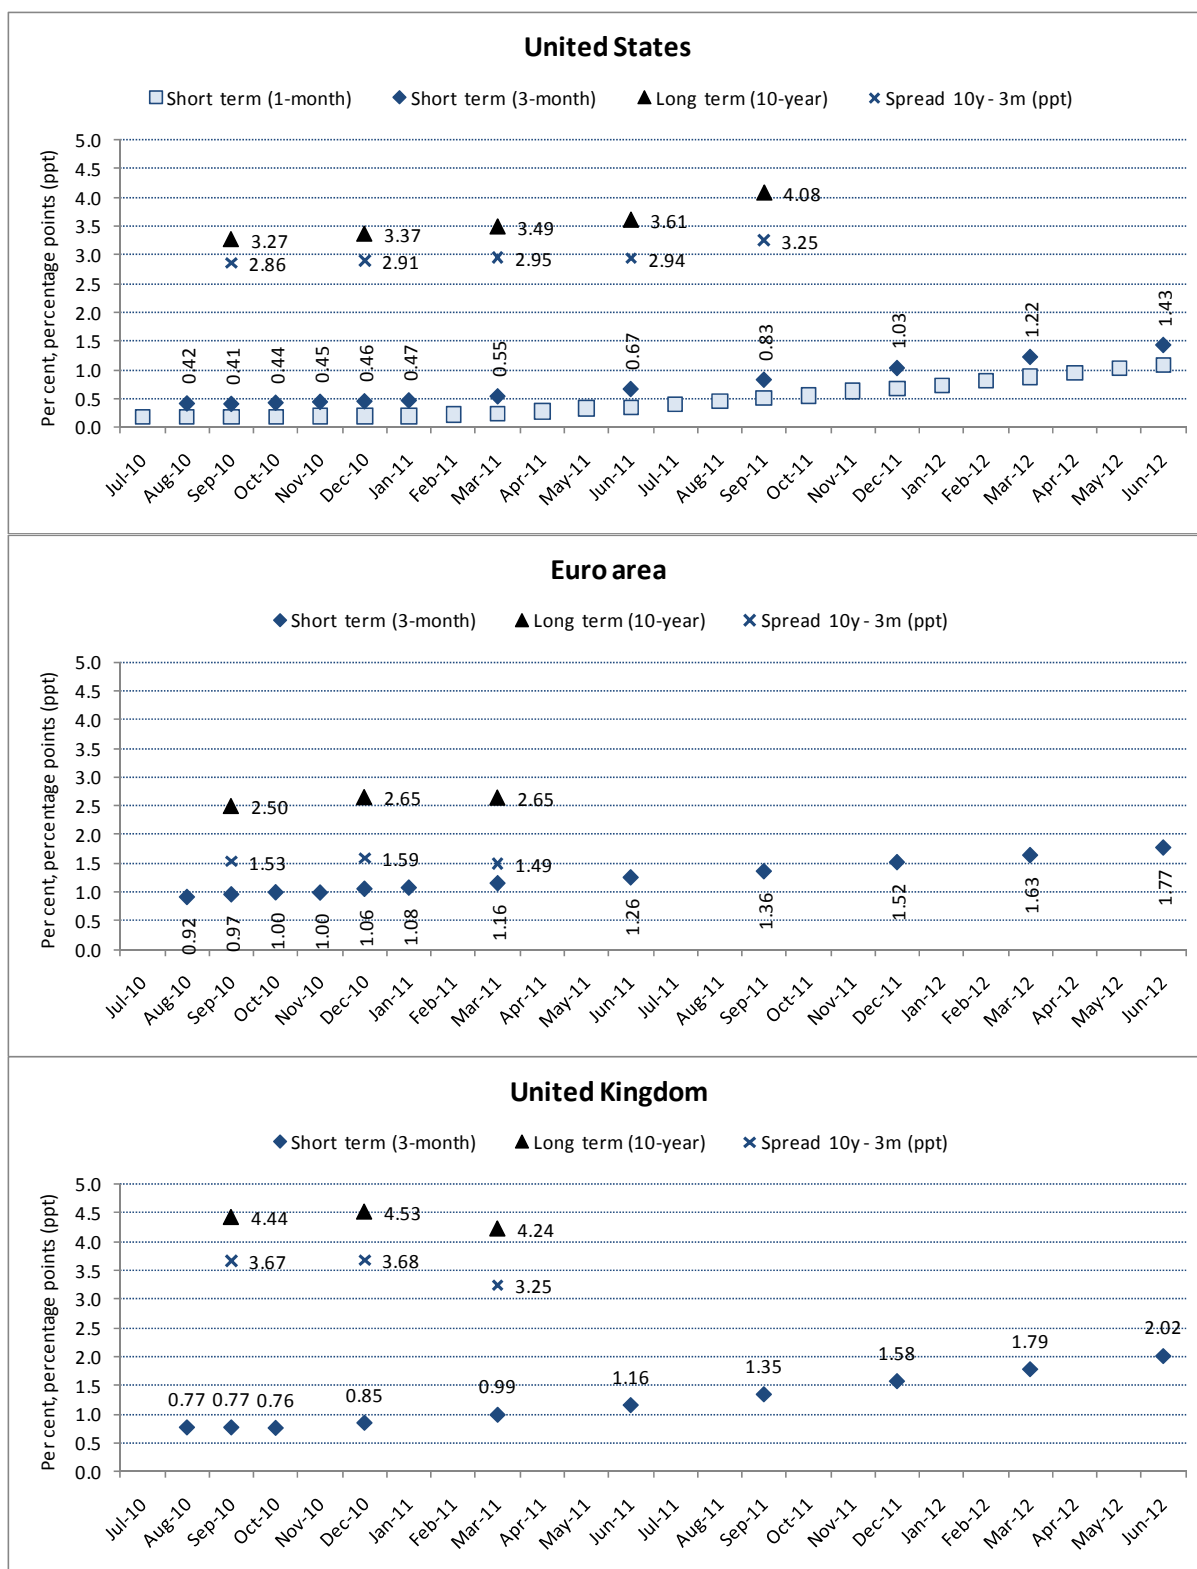 United States
Short term (1-month) Short term (3-month) Long term (10-year) Spread 10y - 3m (ppt)
Per cent, percentage points (ppt)
5.0
4.5
4.0
3.5
3.0
2.5
2.0
1.5
1.0
0.5
0.0
3.27 3.37 3.49 3.61 4.08
2.86 2.91 2.95 2.94 3.25
0.42 0.41 0.44 0.45 0.46 0.47 0.55 0.67 0.83 1.03 1.22 1.43
Jul-10 Aug-10 Sep-10 Oct-10 Nov-10 Dec-10 Jan-11 Feb-11 Mar-11 Apr-11 May-11 Jun-11 Jul-11 Aug-11 Sep-11 Oct-11 Nov-11 Dec-11 Jan-12 Feb-12 Mar-12 Apr-12 May-12 Jun-12
Euro area
Short term (3-month) Long term (10-year) Spread 10y - 3m (ppt)
Per cent, percentage points (ppt)
5.0
4.5
4.0
3.5
3.0
2.5
2.0
1.5
1.0
0.5
0.0
2.50 2.65 2.65
1.53 1.59 1.49
0.92 0.97 1.00 1.00 1.06 1.08 1.16 1.26 1.36 1.52 1.63 1.77
Jul-10 Aug-10 Sep-10 Oct-10 Nov-10 Dec-10 Jan-11 Feb-11 Mar-11 Apr-11 May-11 Jun-11 Jul-11 Aug-11 Sep-11 Oct-11 Nov-11 Dec-11 Jan-12 Feb-12 Mar-12 Apr-12 May-12 Jun-12
United Kingdom
Short term (3-month) Long term (10-year) Spread 10y - 3m (ppt)
Per cent, percentage points (ppt)
5.0
4.5
4.0
3.5
3.0
2.5
2.0
1.5
1.0
0.5
0.0
4.44 4.53 4.24
3.67 3.68 3.25
0.77 0.77 0.76 0.85 0.99 1.16 1.35 1.58 1.79 2.02
Jul-10 Aug-10 Sep-10 Oct-10 Nov-10 Dec-10 Jan-11 Feb-11 Mar-11 Apr-11 May-11 Jun-11 Jul-11 Aug-11 Sep-11 Oct-11 Nov-11 Dec-11 Jan-12 Feb-12 Mar-12 Apr-12 May-12 Jun-12